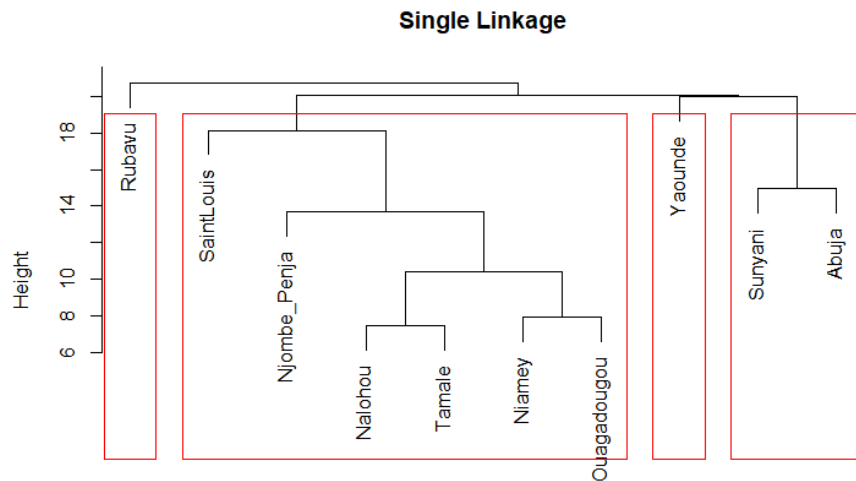 Single Linkage
Height
18
14
10
8
6
Rubavu
SaintLouis
Njombe_Penja
Nalohou
Tamale
Niamey
Ouagadougou
Yaounde
Sunyani
Abuja